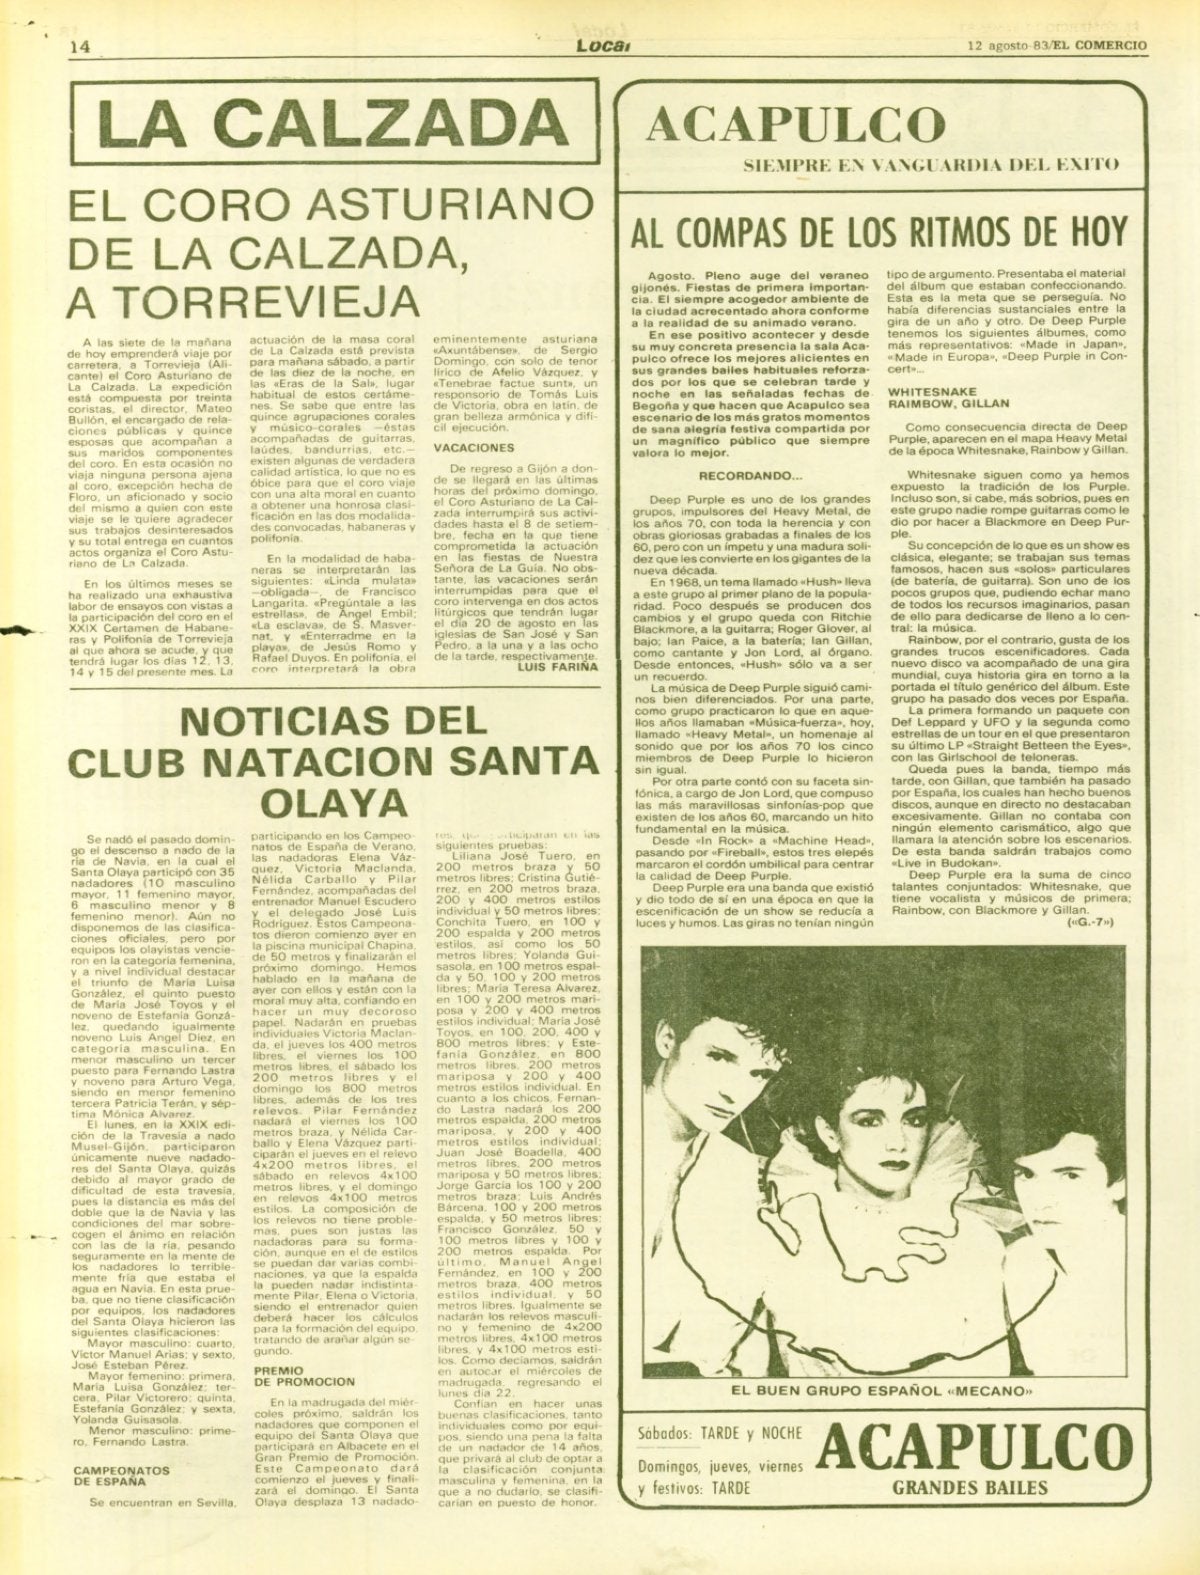 14
Local
12 agosto-83/EL COMERCIO
LA CALZADA
EL CORO ASTURIANO
DE LA CALZADA,
A TORREVIEJA
A las siete de la mañana
de hoy emprenderá viaje por
carretera, a Torrevieja (Ali-
cante) el Coro Asturiano de
La Calzada. La expedición
está compuesta por treinta
coristas, el director, Mateo
Bullón, el encargado de rela-
ciones públicas y quince
esposas que acompañan a
sus maridos componentes
del coro. En esta ocasión no
viaja ninguna persona ajena
al coro, excepción hecha de
Floro, un aficionado y socio
del mismo a quien con este
viaje se le quiere agradecer
sus trabajos desinteresados
y su total entrega en cuantos
actos organiza el Coro Astu-
riano de La Calzada.
En los últimos meses se
ha realizado una exhaustiva
labor de ensayos con vistas a
la participación del coro en el
XXIX Certamen de Habane-
ras y Polifonía de Torrevieja
al que ahora se acude, y que
tendrá lugar los días 12, 13,
14 y 15 del presente mes. La
actuación de la masa coral
de La Calzada está prevista
para mañana sábado, a partir
de las diez de la noche, en
las «Eras de la Sal», lugar
habitual de estos certáme-
nes. Se sabe que entre las
quince agrupaciones corales
y músico-corales —éstas
acompañadas de guitarras,
laúdes, bandurrias, etc.—
existen algunas de verdadera
calidad artística, lo que no es
óbice para que el coro viaje
con una alta moral en cuanto
a obtener una honrosa clasi-
ficación en las dos modalida-
des convocadas, habaneras y
polifonía.
En la modalidad de haba-
neras se interpretarán las
siguientes: «Linda mulata»
—obligada—, de Francisco
Langarita. «Pregúntale a las
estrellas», de Angel Embil;
«La esclava», de S. Masver-
nat, y «Enterradme en la
playa», de Jesús Romo y
Rafael Duyos. En polifonía, el
coro interpretará la obra
eminentemente asturiana
«Axuntábense», de Sergio
Domingo, con solo de tenor
lírico de Afelio Vázquez, y
«Tenebrae factue sunt», un
responsorio de Tomás Luis
de Victoria, obra en latín, de
gran belleza armónica y difí-
cil ejecución.
VACACIONES
De regreso a Gijón a don-
de se llegará en las últimas
horas del próximo domingo,
el Coro Asturiano de La Cal-
zada interrumpirá sus activi-
dades hasta el 8 de setiem-
bre, fecha en la que tiene
comprometida la actuación
en las fiestas de Nuestra
Señora de La Guía. No obs-
tante, las vacaciones serán
interrumpidas para que el
coro intervenga en dos actos
litúrgicos que tendrán lugar
el día 20 de agosto en las
iglesias de San José y San
Pedro, a la una y a las ocho
de la tarde, respectivamente.
LUIS FARIÑA
NOTICIAS DEL
CLUB NATACION SANTA
OLAYA
Se nadó el pasado domin-
go el descenso a nado de la
ría de Navia, en la cual el
Santa Olaya participó con 35
nadadores (10 masculino
mayor, 11 femenino mayor,
6 masculino menor y 8
femenino menor). Aún no
disponemos de las clasifica-
ciones oficiales, pero por
equipos los olayistas vencie-
ron en la categoría femenina,
y a nivel individual destacar
el triunfo de María Luisa
González, el quinto puesto
de María José Toyos y el
noveno de Estefanía Gonzá-
lez, quedando igualmente
noveno Luis Angel Díez, en
categoría masculina. En
menor masculino un tercer
puesto para Fernando Lastra
y noveno para Arturo Vega,
siendo en menor femenino
tercera Patricia Terán, y sép-
tima Mónica Alvarez.
El lunes, en la XXIX edi-
ción de la Travesía a nado
Musel-Gijón, participaron
únicamente nueve nadado-
res del Santa Olaya, quizás
debido al mayor grado de
dificultad de esta travesía,
pues la distancia es más del
doble que la de Navia y las
condiciones del mar sobre-
cogen el ánimo en relación
con las de la ría, pesando
seguramente en la mente de
los nadadores lo terrible-
mente fría que estaba el
agua en Navia. En esta prue-
ba, que no tiene clasificación
por equipos, los nadadores
del Santa Olaya hicieron las
siguientes clasificaciones:
Mayor masculino: cuarto,
Víctor Manuel Arias; y sexto,
José Esteban Pérez.
Mayor femenino: primera,
María Luisa González; ter-
cera, Pilar Victorero; quinta,
Estefanía González; y sexta,
Yolanda Guisasola.
Menor masculino: prime-
ro, Fernando Lastra.
CAMPEONATOS
DE ESPAÑA
Se encuentran en Sevilla,
participando en los Campeo-
natos de España de Verano,
las nadadoras Elena Váz-
quez, Victoria Maclanda,
Nélida Carballo y Pilar
Fernández, acompañadas del
entrenador Manuel Escudero
y el delegado José Luis
Rodríguez. Estos Campeona-
tos dieron comienzo ayer en
la piscina municipal Chapina,
de 50 metros y finalizarán el
próximo domingo. Hemos
hablado en la mañana de
ayer con ellos y están con la
moral muy alta, confiando en
hacer un muy decoroso
papel. Nadarán en pruebas
individuales Victoria Maclan-
da, el jueves los 400 metros
libres, el viernes los 100
metros libres, el sábado los
200 metros libres y el
domingo los 800 metros
libres, además de los tres
relevos. Pilar Fernández
nadará el viernes los 100
metros braza, y Nélida Car-
ballo y Elena Vázquez parti-
ciparán el jueves en el relevo
4x200 metros libres, el
sábado en relevos 4x100
metros libres, y el domingo
en relevos 4x100 metros
estilos. La composición de
los relevos no tiene proble-
mas, pues son justas las
nadadoras para su forma-
ción, aunque en el de estilos
se puedan dar varias combi-
naciones, ya que la espalda
la pueden nadar indistinta-
mente Pilar, Elena o Victoria,
siendo el entrenador quien
deberá hacer los cálculos
para la formación del equipo,
tratando de arañar algún se-
gundo.
PREMIO
DE PROMOCION
En la madrugada del miér-
coles próximo, saldrán los
nadadores que componen el
equipo del Santa Olaya que
participará en Albacete en el
Gran Premio de Promoción.
Este Campeonato dará
comienzo el jueves y finali-
zará el domingo. El Santa
Olaya desplaza 13 nadado-
res, que participarán en las
siguientes pruebas:
Liliana José Tuero, en
200 metros braza y 50
metros libres; Cristina Gutié-
rrez, en 200 metros braza,
200 y 400 metros estilos
individual y 50 metros libres;
Conchita Tuero, en 100 y
200 espalda y 200 metros
estilos, así como los 50
metros libres; Yolanda Gui-
sasola, en 100 metros espal-
da y 50, 100 y 200 metros
libres; María Teresa Alvarez,
en 100 y 200 metros mari-
posa y 200 y 400 metros
estilos individual; María José
Toyos, en 100, 200, 400 y
800 metros libres; y Este-
fanía González, en 800
metros libres, 200 metros
mariposa y 200 y 400
metros estilos individual. En
cuanto a los chicos, Fernan-
do Lastra nadará los 200
metros espalda, 200 metros
mariposa, y 200 y 400
metros estilos individual;
Juan José Boadella, 400
metros libres, 200 metros
mariposa y 50 metros libres;
Jorge García los 100 y 200
metros braza; Luis Andrés
Bárcena, 100 y 200 metros
espalda, y 50 metros libres;
Francisco González, 50 y
100 metros libres y 100 y
200 metros espalda. Por
último, Manuel Angel
Fernández, en 100 y 200
metros braza, 400 metros
estilos individual, y 50
metros libres. Igualmente se
nadarán los relevos masculi-
no y femenino de 4x200
metros libres, 4x100 metros
libres, y 4x100 metros esti-
los. Como decíamos, saldrán
en autocar el miércoles de
madrugada, regresando el
lunes día 22.
Confían en hacer unas
buenas clasificaciones, tanto
individuales como por equi-
pos, siendo una pena la falta
de un nadador de 14 años,
que privará al club de optar a
la clasificación conjunta
masculina y femenina, en la
que a no dudarlo, se clasifi-
carían en puesto de honor.
ACAPULCO
SIEMPRE EN VANGUARDIA DEL EXITO
AL COMPAS DE LOS RITMOS DE HOY
Agosto. Pleno auge del veraneo
gijonés. Fiestas de primera importan-
cia. El siempre acogedor ambiente de
la ciudad acrecentado ahora conforme
a la realidad de su animado verano.
En ese positivo acontecer y desde
su muy concreta presencia la sala Aca-
pulco ofrece los mejores alicientes en
sus grandes bailes habituales reforza-
dos por los que se celebran tarde y
noche en las señaladas fechas de
Begoña y que hacen que Acapulco sea
escenario de los más gratos momentos
de sana alegría festiva compartida por
un magnífico público que siempre
valora lo mejor.
RECORDANDO...
Deep Purple es uno de los grandes
grupos, impulsores del Heavy Metal, de
los años 70, con toda la herencia y con
obras gloriosas grabadas a finales de los
60, pero con un ímpetu y una madura soli-
dez que les convierte en los gigantes de la
nueva década.
En 1968, un tema llamado «Hush» lleva
a este grupo al primer plano de la popula-
ridad. Poco después se producen dos
cambios y el grupo queda con Ritchie
Blackmore, a la guitarra; Roger Glover, al
bajo; Ian Paice, a la batería; Ian Gillan,
como cantante y Jon Lord, al órgano.
Desde entonces, «Hush» sólo va a ser
un recuerdo.
La música de Deep Purple siguió cami-
nos bien diferenciados. Por una parte,
como grupo practicaron lo que en aque-
llos años llamaban «Música-fuerza», hoy,
llamado «Heavy Metal», un homenaje al
sonido que por los años 70 los cinco
miembros de Deep Purple lo hicieron
sin igual.
Por otra parte contó con su faceta sin-
fónica, a cargo de Jon Lord, que compuso
las más maravillosas sinfonías-pop que
existen de los años 60, marcando un hito
fundamental en la música.
Desde «In Rock» a «Machine Head»,
pasando por «Fireball», estos tres elepés
marcaron el cordón umbilical para centrar
la calidad de Deep Purple.
Deep Purple era una banda que existió
y dio todo de sí en una época en que la
escenificación de un show se reducía a
luces y humos. Las giras no tenían ningún
tipo de argumento. Presentaba el material
del álbum que estaban confeccionando.
Esta es la meta que se perseguía. No
había diferencias sustanciales entre la
gira de un año y otro. De Deep Purple
tenemos los siguientes álbumes, como
más representativos: «Made in Japan»,
«Made in Europa», «Deep Purple in Con-
cert»...
WHITESNAKE
RAIMBOW, GILLAN
Como consecuencia directa de Deep
Purple, aparecen en el mapa Heavy Metal
de la época Whitesnake, Rainbow y Gillan.
Whitesnake siguen como ya hemos
expuesto la tradición de los Purple.
Incluso son, si cabe, más sobrios, pues en
este grupo nadie rompe guitarras como le
dio por hacer a Blackmore en Deep Pur-
ple.
Su concepción de lo que es un show es
clásica, elegante; se trabajan sus temas
famosos, hacen sus «solos» particulares
(de batería, de guitarra). Son uno de los
pocos grupos que, pudiendo echar mano
de todos los recursos imaginarios, pasan
de ello para dedicarse de lleno a lo cen-
tral: la música.
Rainbow, por el contrario, gusta de los
grandes trucos escenificadores. Cada
nuevo disco va acompañado de una gira
mundial, cuya historia gira en torno a la
portada el título genérico del álbum. Este
grupo ha pasado dos veces por España.
La primera formando un paquete con
Def Leppard y UFO y la segunda como
estrellas de un tour en el que presentaron
su último LP «Straight Betteen the Eyes»,
con las Girlschool de teloneras.
Queda pues la banda, tiempo más
tarde, con Gillan, que también ha pasado
por España, los cuales han hecho buenos
discos, aunque en directo no destacaban
excesivamente. Gillan no contaba con
ningún elemento carismático, algo que
llamara la atención sobre los escenarios.
De esta banda saldrán trabajos como
«Live in Budokan».
Deep Purple era la suma de cinco
talantes conjuntados: Whitesnake, que
tiene vocalista y músicos de primera;
Rainbow, con Blackmore y Gillan.
(«G.-7»)
EL BUEN GRUPO ESPAÑOL «MECANO»
Sábados: TARDE y NOCHE
Domingos, jueves, viernes
y festivos: TARDE
ACAPULCO
GRANDES BAILES